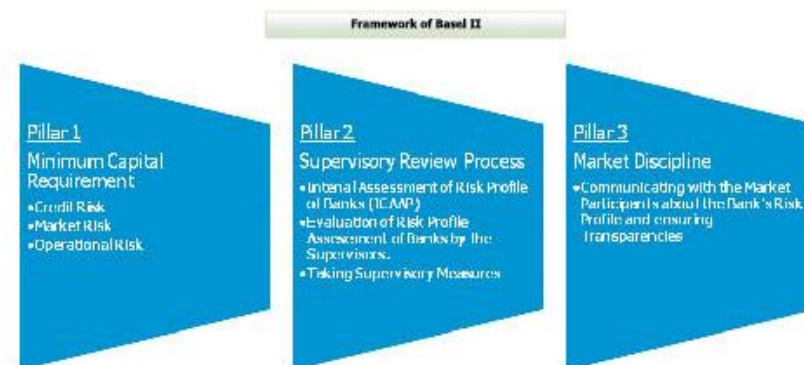 Framework of Basel II
Pillar 1
Minimum Capital
Requirement
•Credit Risk
•Market Risk
•Operational Risk
Pillar 2
Supervisory Review Process
•Internal Assessment of Risk Profile
of Banks (ICAAP)
•Evaluation of Risk Profile
Assessment of Banks by the
Supervisors.
•Taking Supervisory Measures
Pillar 3
Market Discipline
•Communicating with the Market
Participants about the Bank's Risk
Profile and ensuring
Transparencies